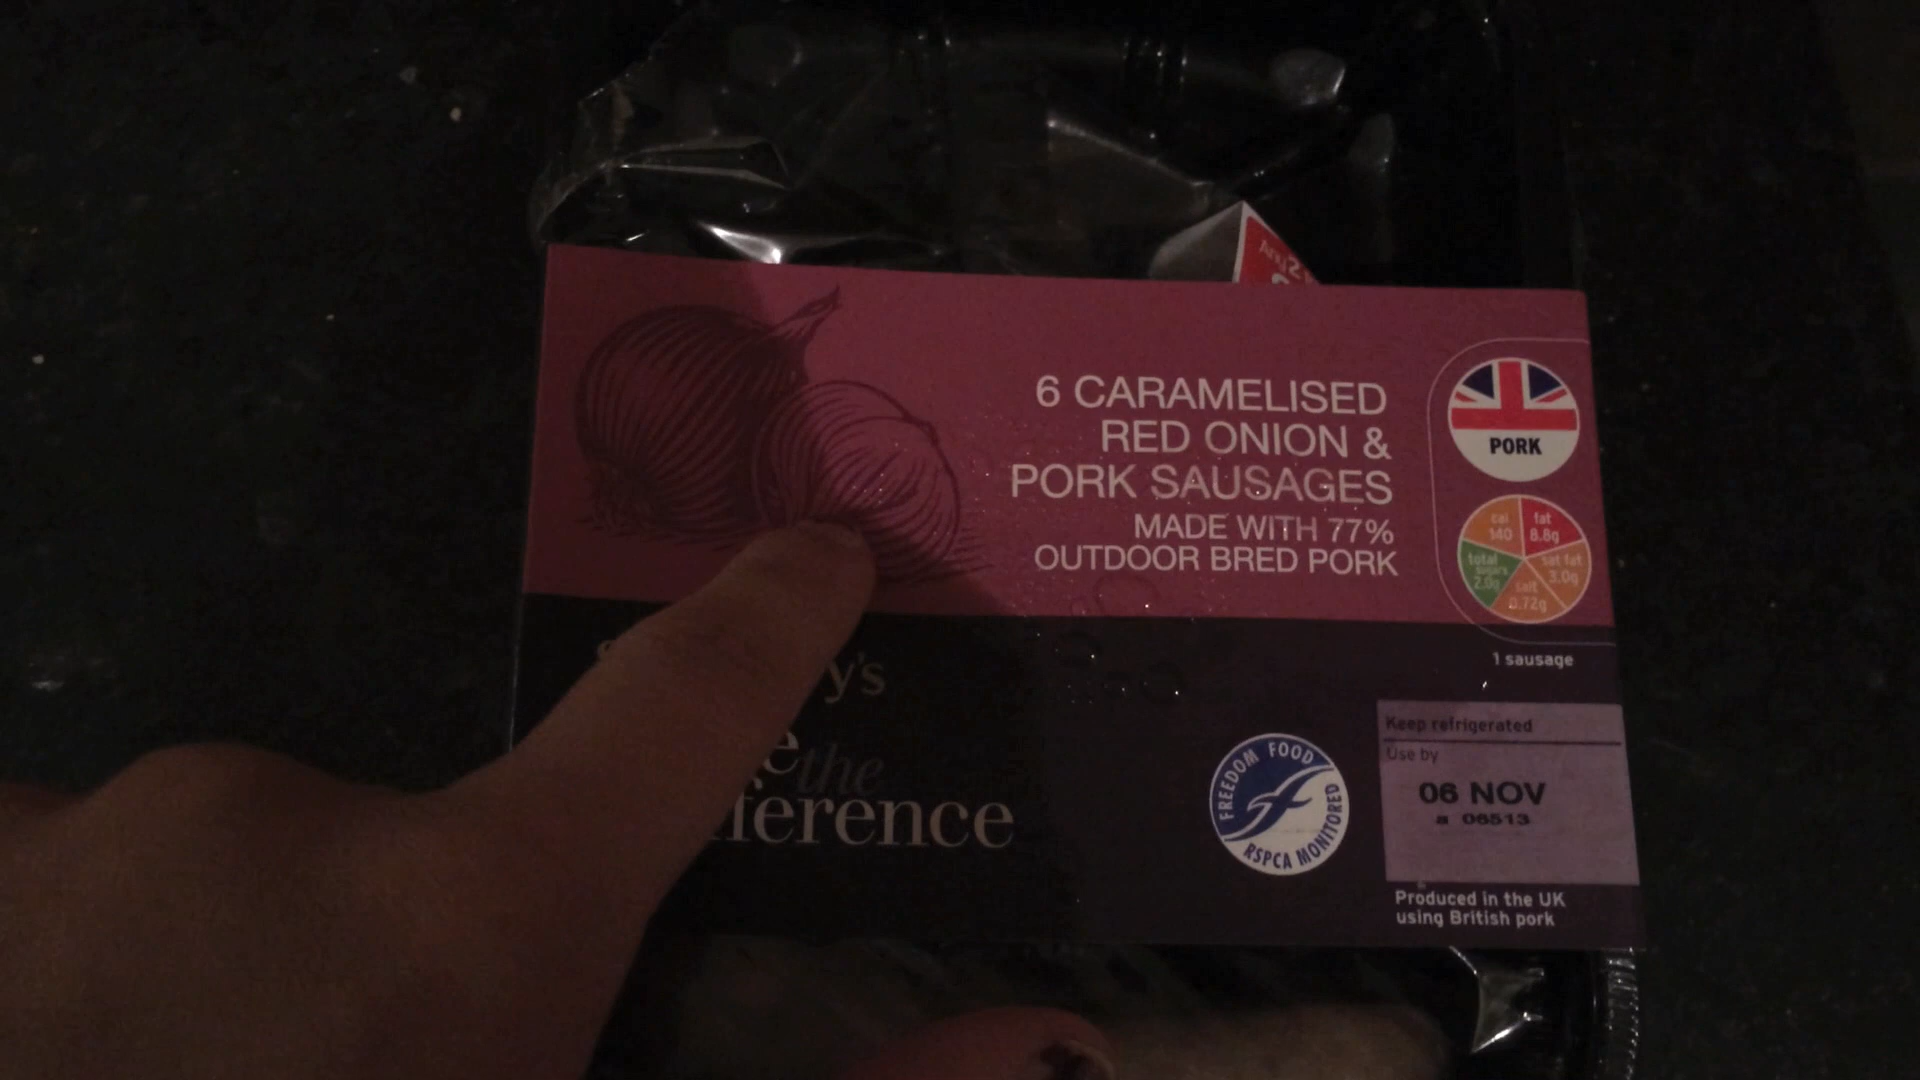 6 CARAMELISED
RED ONION &
PORK SAUSAGES
MADE WITH 77%
OUTDOOR BRED PORK
PORK
cal
140
fat
8.8g
total
sugars
2.0g
sat fat
3.0g
salt
0.72g
1 sausage
the
FREEDOM FOOD
RSPCA MONITORED
Keep refrigerated
Use by
06 NOV
a 06513
Produced in the UK
using British pork